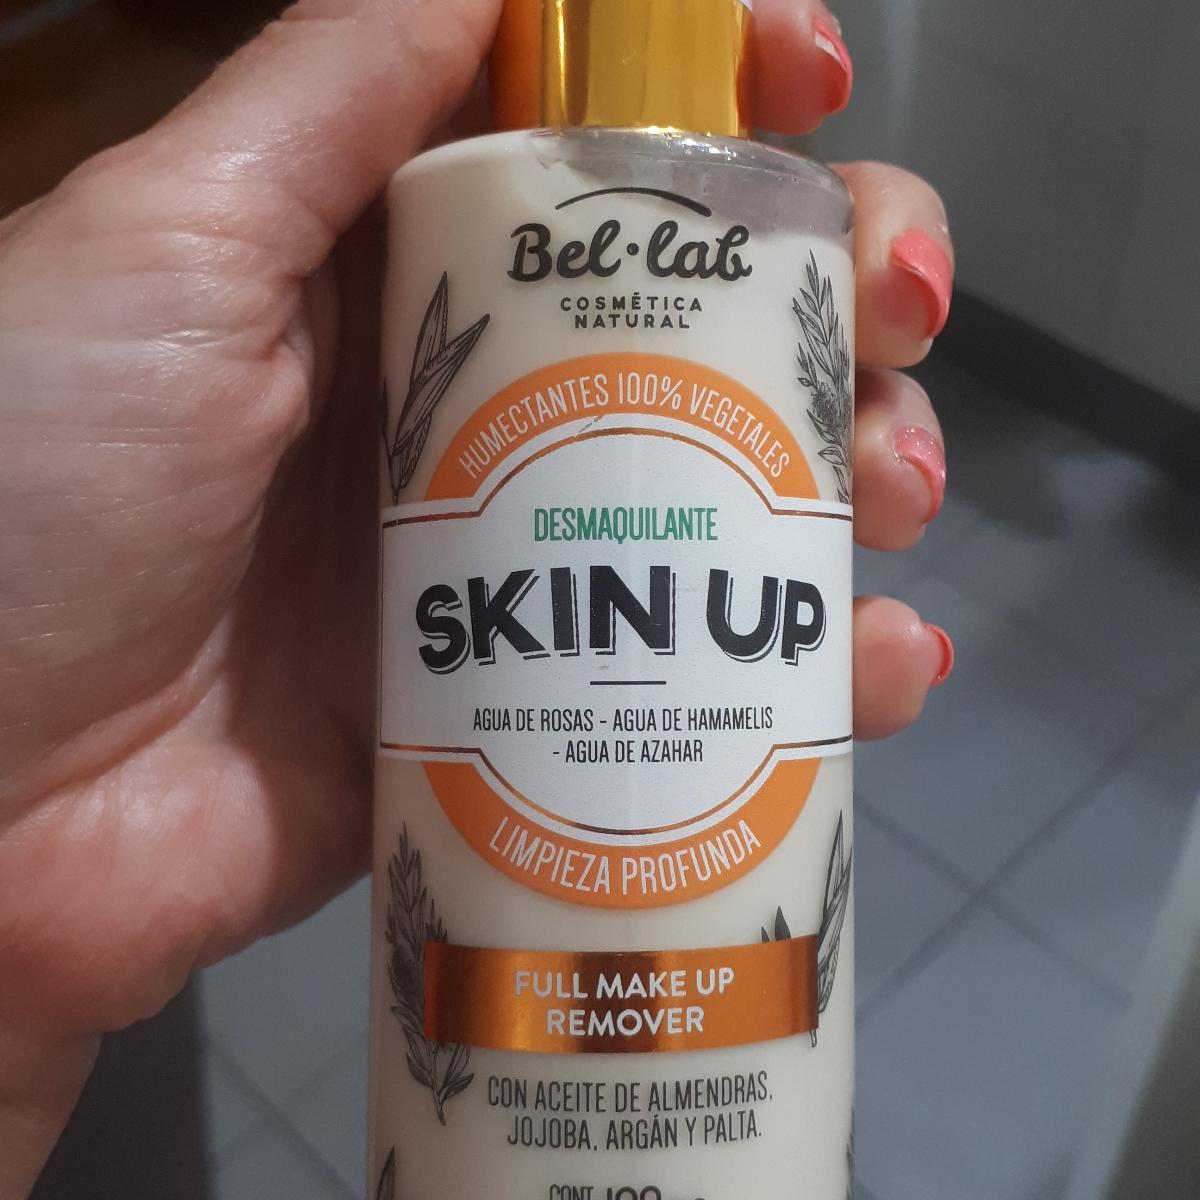 Bel·lab
COSMÉTICA
NATURAL
HUMECTANTES 100% VEGETALES
DESMAQUILANTE
SKIN UP
AGUA DE ROSAS - AGUA DE HAMAMELIS
- AGUA DE AZAHAR
LIMPIEZA PROFUNDA
FULL MAKE UP
REMOVER
CON ACEITE DE ALMENDRAS,
JOJOBA, ARGÁN Y PALTA.
CONT.